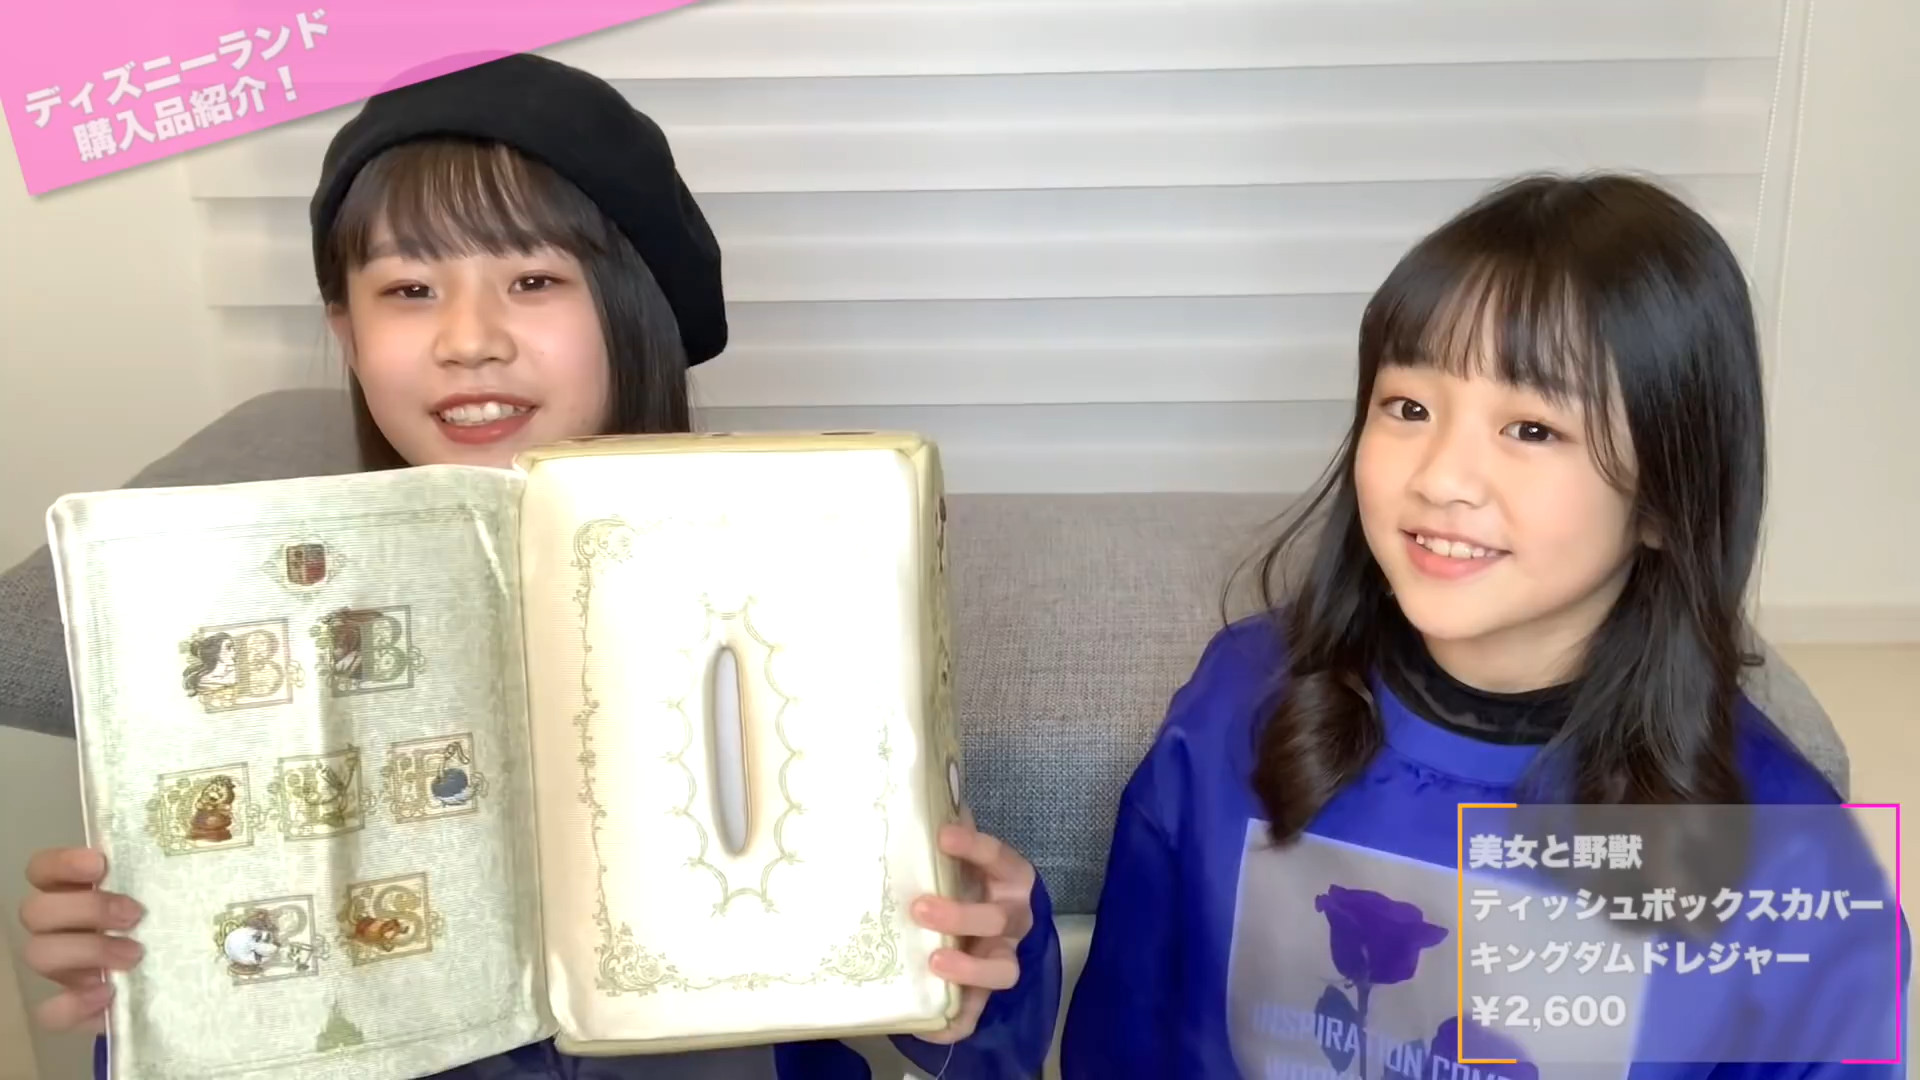 ディズニーランド
購入品紹介！
B
B
美女と野獣
ティッシュボックスカバー
キングダムドレジャー
¥2,600
INSPIRATION